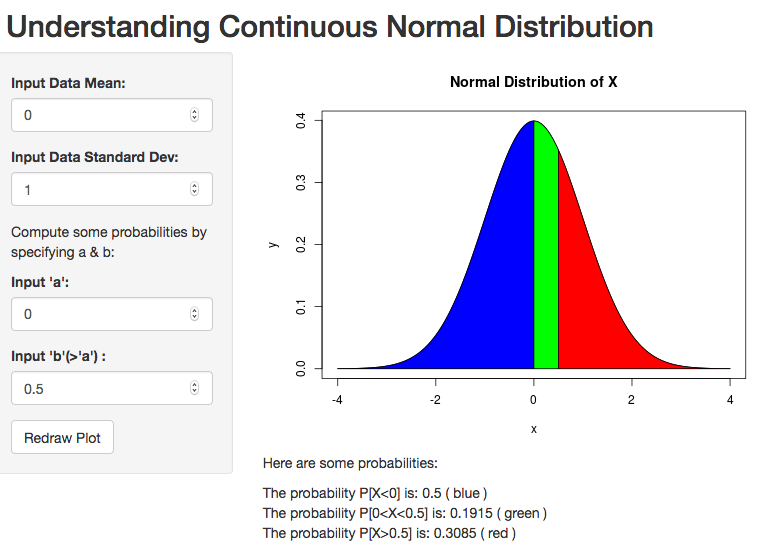 Understanding Continuous Normal Distribution
Input Data Mean:
0
Input Data Standard Dev:
1
Compute some probabilities by
specifying a & b:
Input 'a':
0
Input 'b'(>'a') :
0.5
Redraw Plot
Normal Distribution of X
y
0.4
0.3
0.2
0.1
0.0
-4 -2 0 2 4
x
Here are some probabilities:
The probability P[X<0] is: 0.5 ( blue )
The probability P[0<X<0.5] is: 0.1915 ( green )
The probability P[X>0.5] is: 0.3085 ( red )